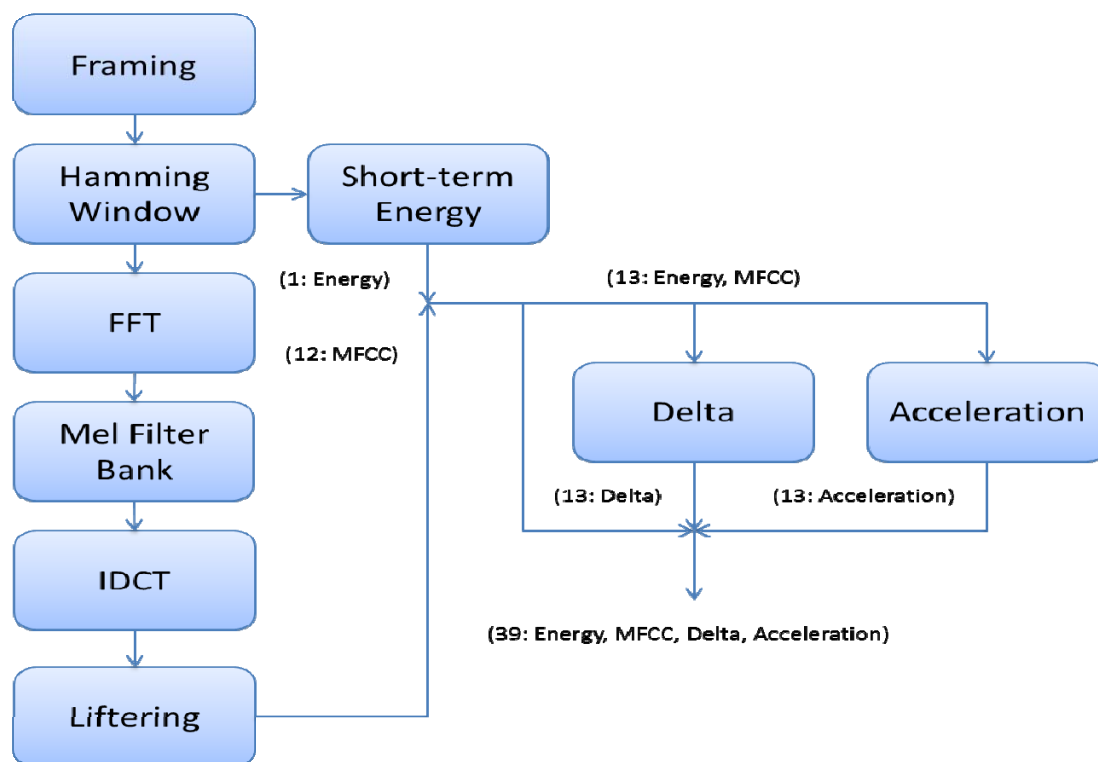 Framing
Hamming
Window
Short-term
Energy
(1: Energy)
(13: Energy, MFCC)
FFT
(12: MFCC)
Delta
Acceleration
Mel Filter
Bank
(13: Delta)
(13: Acceleration)
IDCT
(39: Energy, MFCC, Delta, Acceleration)
Liftering